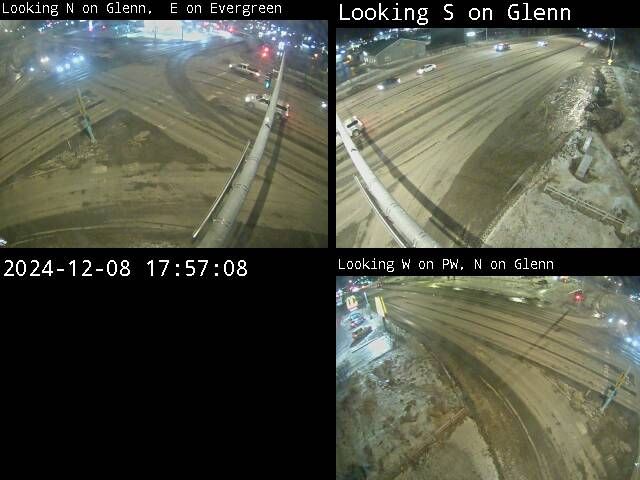 Looking N on Glenn,  E on Evergreen
Looking S on Glenn
2024-12-08 17:57:08
Looking W on PW, N on Glenn